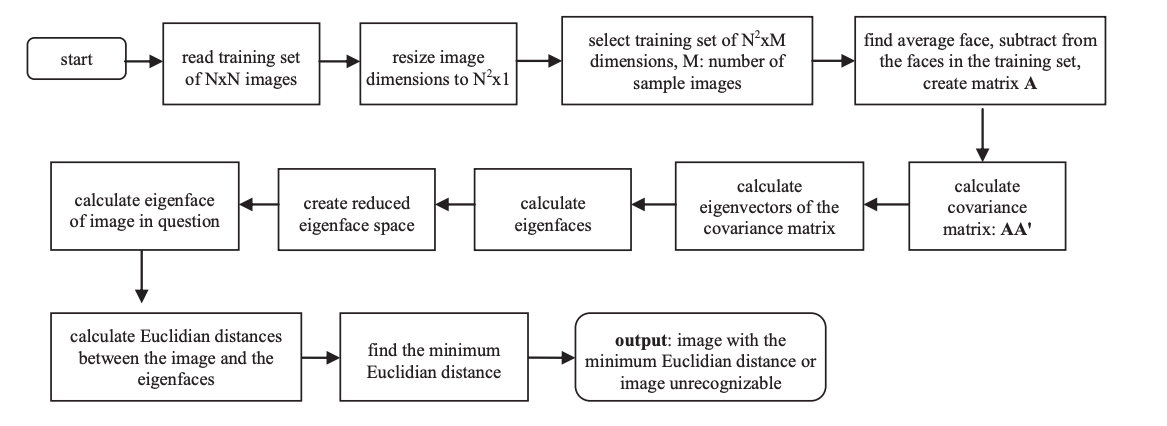 start
read training set
of NxN images
resize image
dimensions to N²x1
select training set of N²xM
dimensions, M: number of
sample images
find average face, subtract from
the faces in the training set,
create matrix A
calculate
covariance
matrix: AA'
calculate
eigenvectors of the
covariance matrix
calculate
eigenfaces
create reduced
eigenface space
calculate eigenface
of image in question
calculate Euclidian distances
between the image and the
eigenfaces
find the minimum
Euclidian distance
output: image with the
minimum Euclidian distance or
image unrecognizable